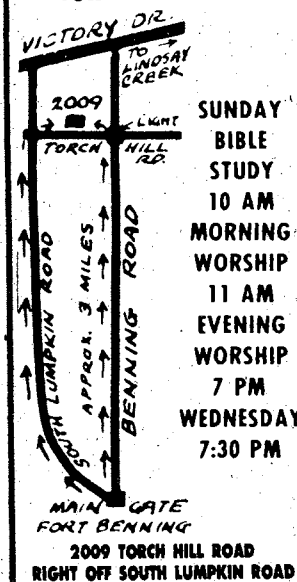 VICTORY DR.
TO
LINDSAY
CREEK
2009
LIGHT
TORCH HILL
RD.
SOUTH LUMPKIN ROAD
APPROX. 3 MILES
BENNING ROAD
MAIN GATE
FORT BENNING
SUNDAY
BIBLE
STUDY
10 AM
MORNING
WORSHIP
11 AM
EVENING
WORSHIP
7 PM
WEDNESDAY
7:30 PM
2009 TORCH HILL ROAD
RIGHT OFF SOUTH LUMPKIN ROAD